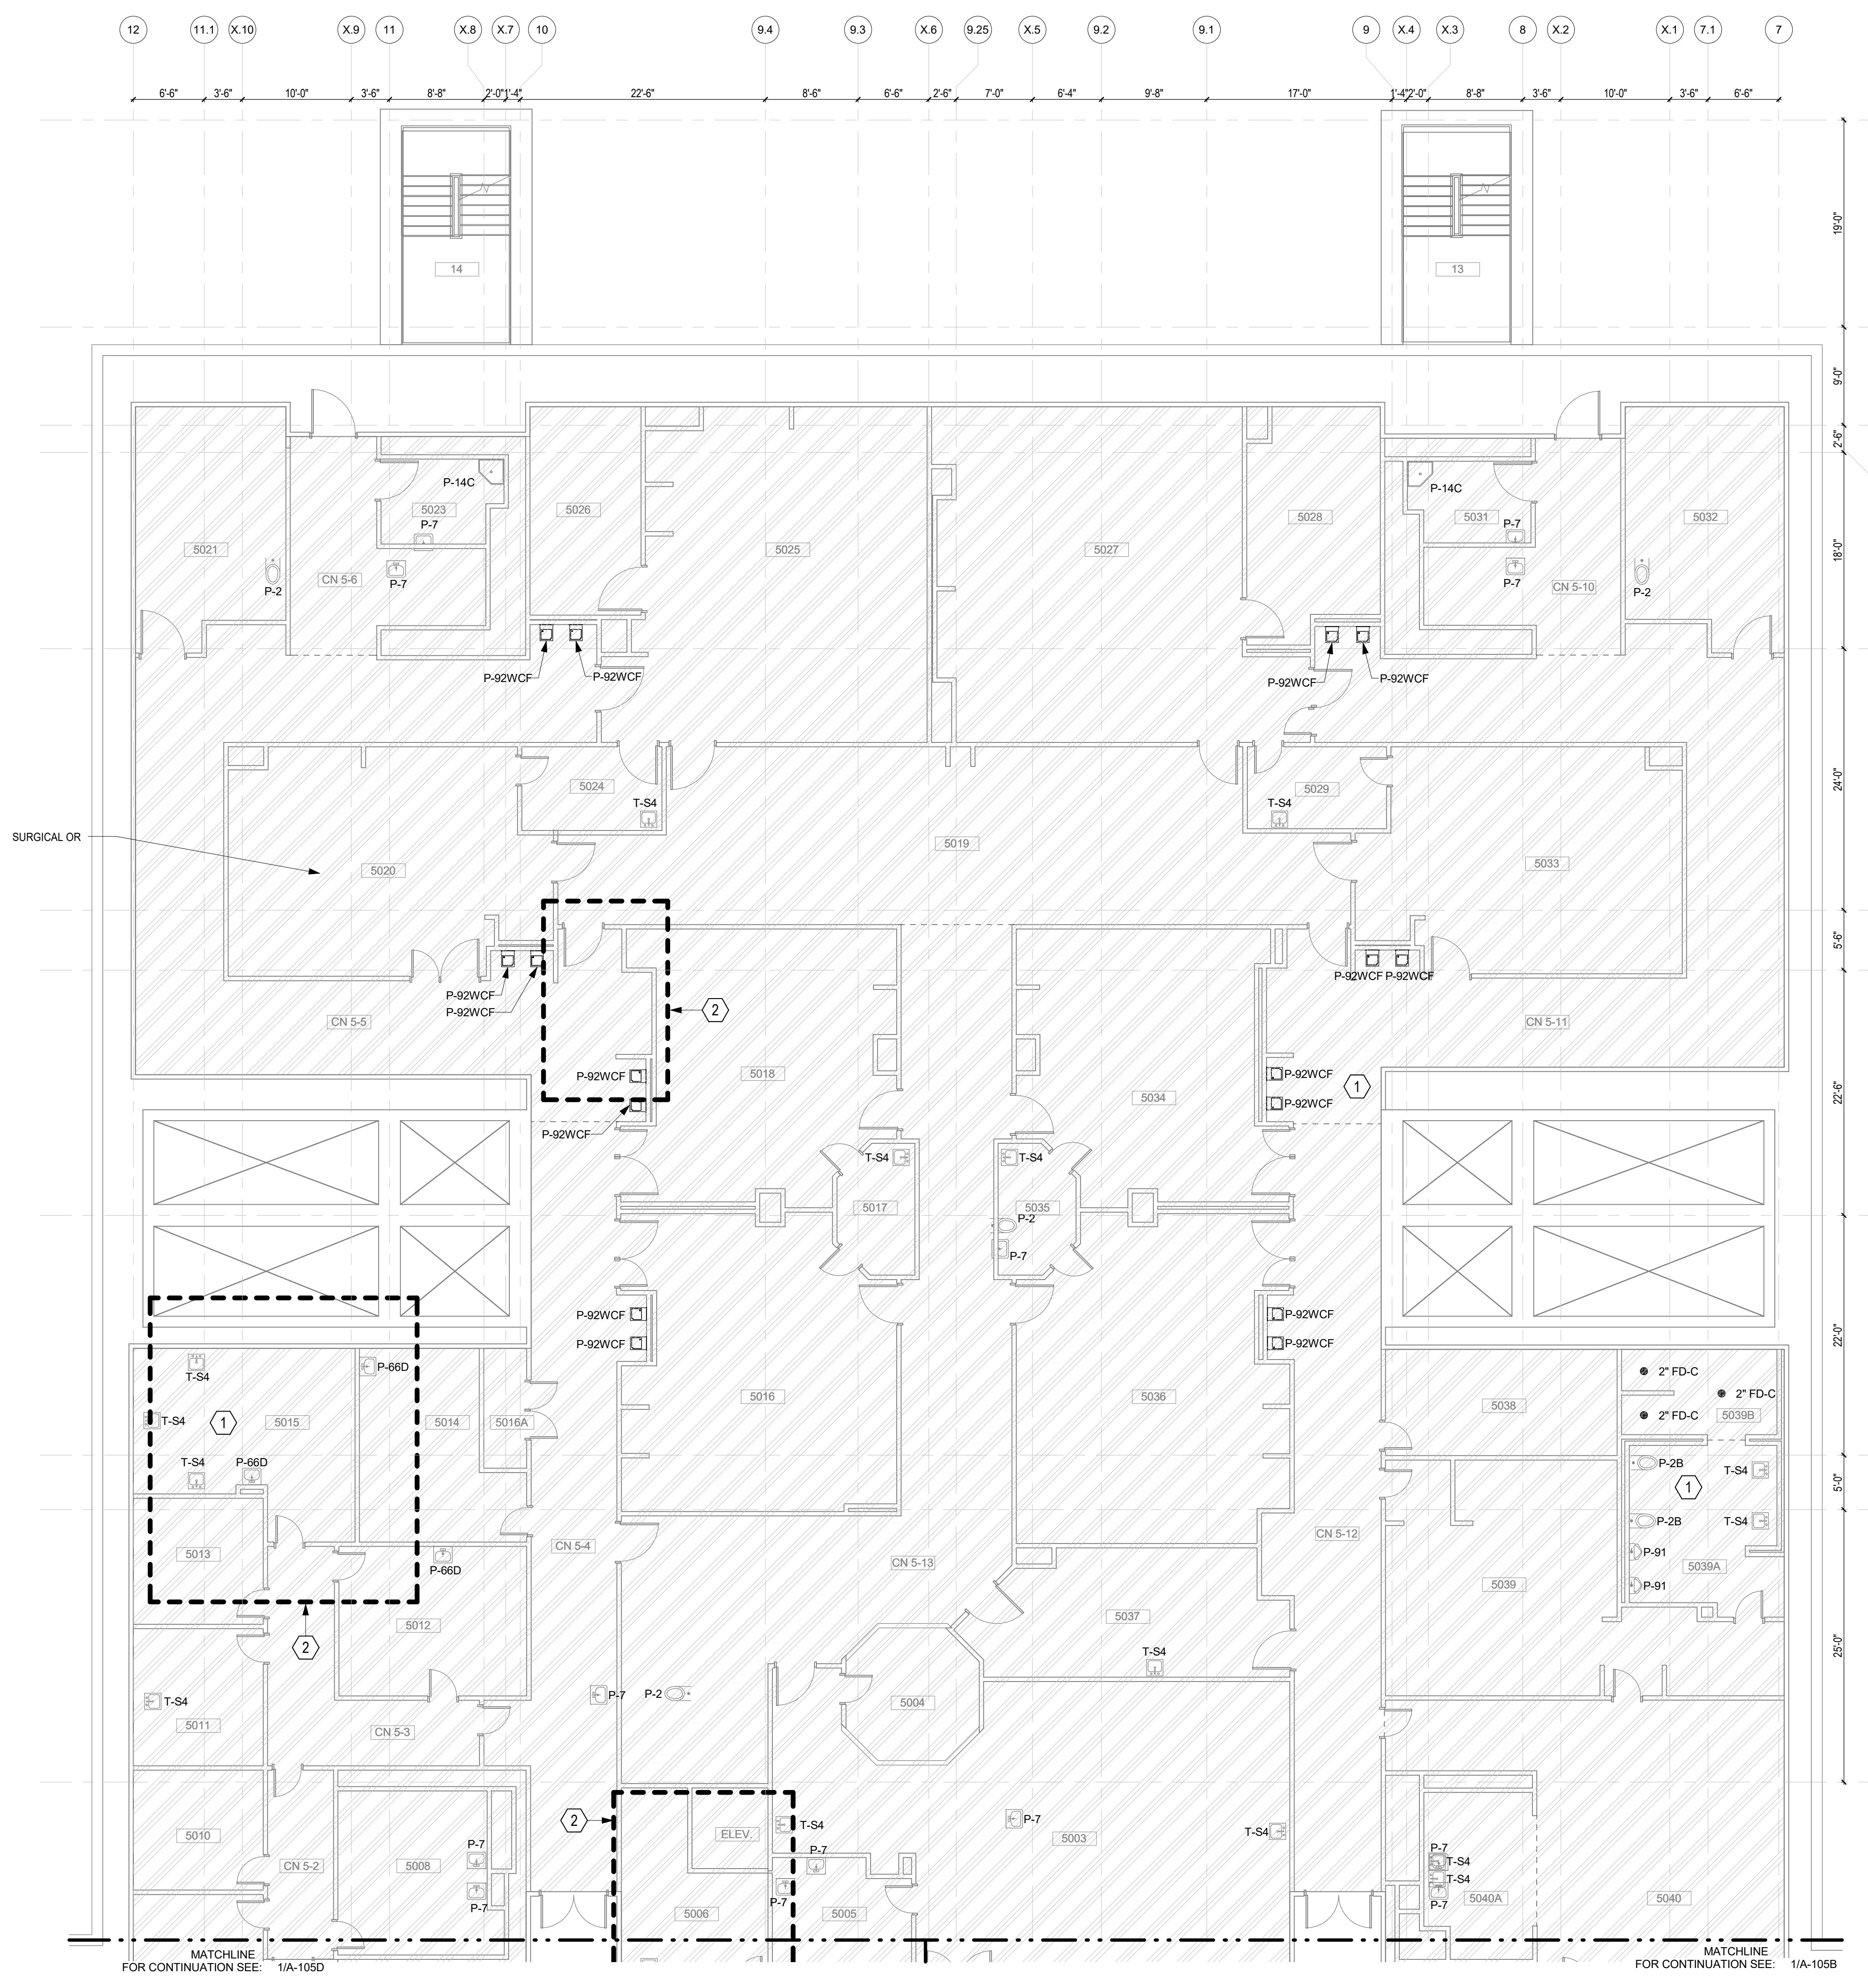 12 11.1 X.10 X.9 11 X.8 X.7 10 9.4 9.3 X.6 9.25 X.5 9.2 9.1 9 X.4 X.3 8 X.2 X.1 7.1 7
6'-6" 3'-6" 10'-0" 3'-6" 8'-8" 2'-0" 1'-4" 22'-6" 8'-6" 6'-6" 2'-6" 7'-0" 6'-4" 9'-8" 17'-0" 1'-4" 2'-0" 8'-8" 3'-6" 10'-0" 3'-6" 6'-6"
19'-0"
14 13
9'-0"
2'-6"
P-14C P-14C
5023 5026 5028 5031 5032
P-7 P-7
5021 5025 5027 18'-0"
CN 5-6 P-7 P-7 CN 5-10
P-2 P-2
P-92WCF P-92WCF P-92WCF P-92WCF
5024 5029 24'-0"
T-S4 T-S4
SURGICAL OR
5020 5019 5033
5'-6"
P-92WCF P-92WCF
P-92WCF
P-92WCF
2
CN 5-5 CN 5-11
P-92WCF 5018 P-92WCF
1
5034 P-92WCF 22'-6"
P-92WCF
T-S4 T-S4
5017 5035
P-2
P-7
P-92WCF P-92WCF
P-92WCF P-92WCF 22'-0"
T-S4 P-66D 2" FD-C
2" FD-C
5016 5036 5038
T-S4 1 5015 5014 5016A 2" FD-C 5039B
T-S4 P-66D P-2B T-S4
1 5'-0"
P-2B T-S4
CN 5-12
5013 CN 5-4 CN 5-13 P-91
P-66D 5039A
5039 P-91
5012 5037
2 T-S4 25'-0"
T-S4 P-7 P-2 5004
5011 CN 5-3
2 T-S4 P-7 T-S4
5010 ELEV. 5003
P-7 P-7 P-7
CN 5-2 5008 T-S4
T-S4
P-7 P-7 P-7 5040A 5040
5006 5005
MATCHLINE MATCHLINE
FOR CONTINUATION SEE: 1/A-105D FOR CONTINUATION SEE: 1/A-105B